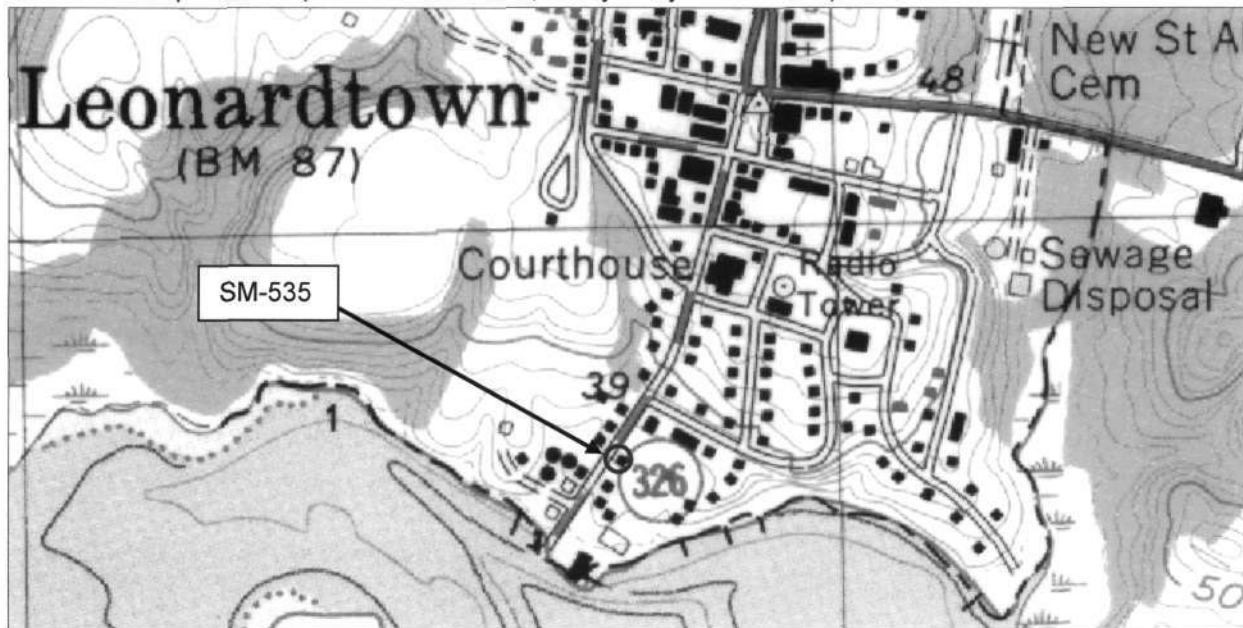 New St A
48
Cem
Leonardtown
(BM 87)
Courthouse
Radio
Tower
Sewage
Disposal
SM-535
39
1
326
50